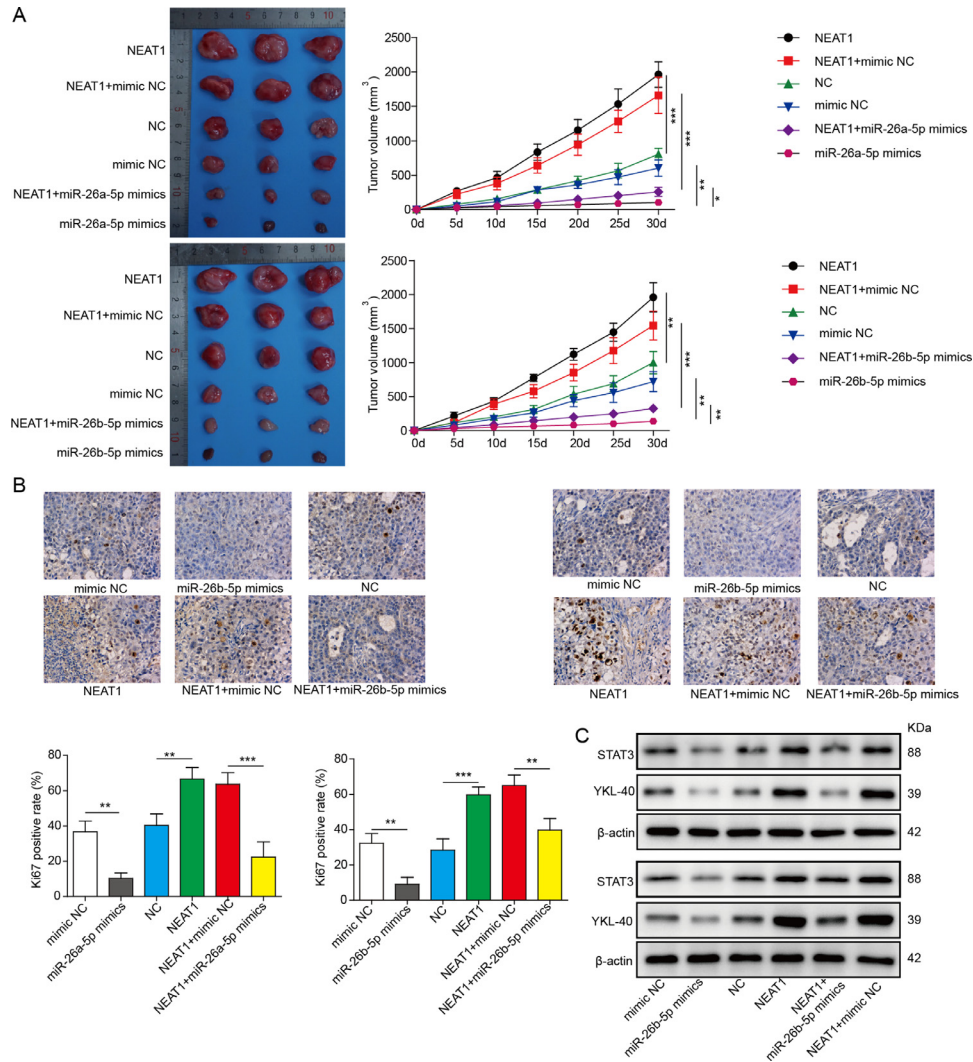 A
NEAT1
NEAT1+mimic NC
NC
mimic NC
NEAT1+miR-26a-5p mimics
miR-26a-5p mimics
Tumor volume (mm³)
2500
2000
1500
1000
500
0
0d 5d 10d 15d 20d 25d 30d
***
***
**
*
NEAT1
NEAT1+mimic NC
NC
mimic NC
NEAT1+miR-26a-5p mimics
miR-26a-5p mimics
NEAT1
NEAT1+mimic NC
NC
mimic NC
NEAT1+miR-26b-5p mimics
miR-26b-5p mimics
Tumor volume (mm³)
2500
2000
1500
1000
500
0
0d 5d 10d 15d 20d 25d 30d
**
***
**
**
NEAT1
NEAT1+mimic NC
NC
mimic NC
NEAT1+miR-26b-5p mimics
miR-26b-5p mimics
B
mimic NC miR-26b-5p mimics NC
NEAT1 NEAT1+mimic NC NEAT1+miR-26b-5p mimics
mimic NC miR-26b-5p mimics NC
NEAT1 NEAT1+mimic NC NEAT1+miR-26b-5p mimics
Ki67 positive rate (%)
80
60
40
20
0
** ** ***
mimic NC
miR-26a-5p mimics
NC
NEAT1
NEAT1+mimic NC
NEAT1+miR-26a-5p mimics
Ki67 positive rate (%)
80
60
40
20
0
** *** **
mimic NC
miR-26b-5p mimics
NC
NEAT1
NEAT1+mimic NC
NEAT1+miR-26b-5p mimics
C
KDa
STAT3 88
YKL-40 39
β-actin 42
STAT3 88
YKL-40 39
β-actin 42
mimic NC
miR-26b-5p mimics
NC
NEAT1
NEAT1+
miR-26b-5p mimics
NEAT1+mimic NC